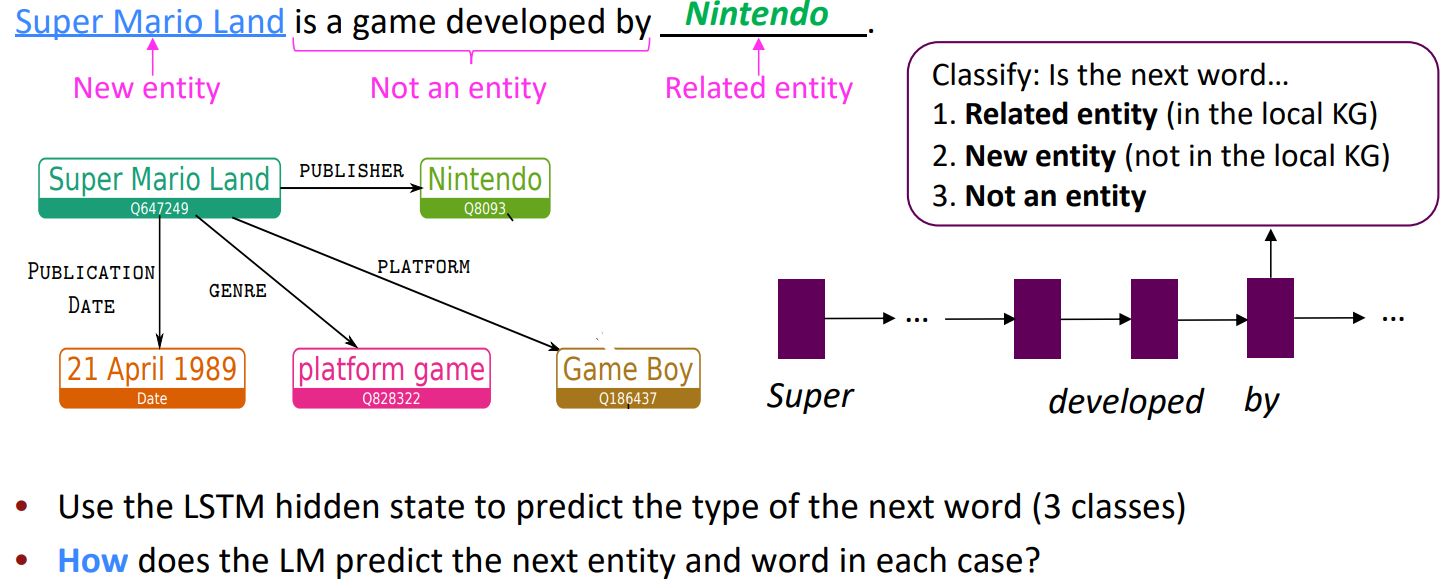 Super Mario Land is a game developed by Nintendo.
New entity
Not an entity
Related entity
Classify: Is the next word…
1. Related entity (in the local KG)
2. New entity (not in the local KG)
3. Not an entity
Super Mario Land
Q647249
PUBLISHER
Nintendo
Q8093
PUBLICATION
DATE
GENRE
PLATFORM
21 April 1989
Date
platform game
Q828322
Game Boy
Q186437
...
...
Super
developed
by
• Use the LSTM hidden state to predict the type of the next word (3 classes)
• How does the LM predict the next entity and word in each case?